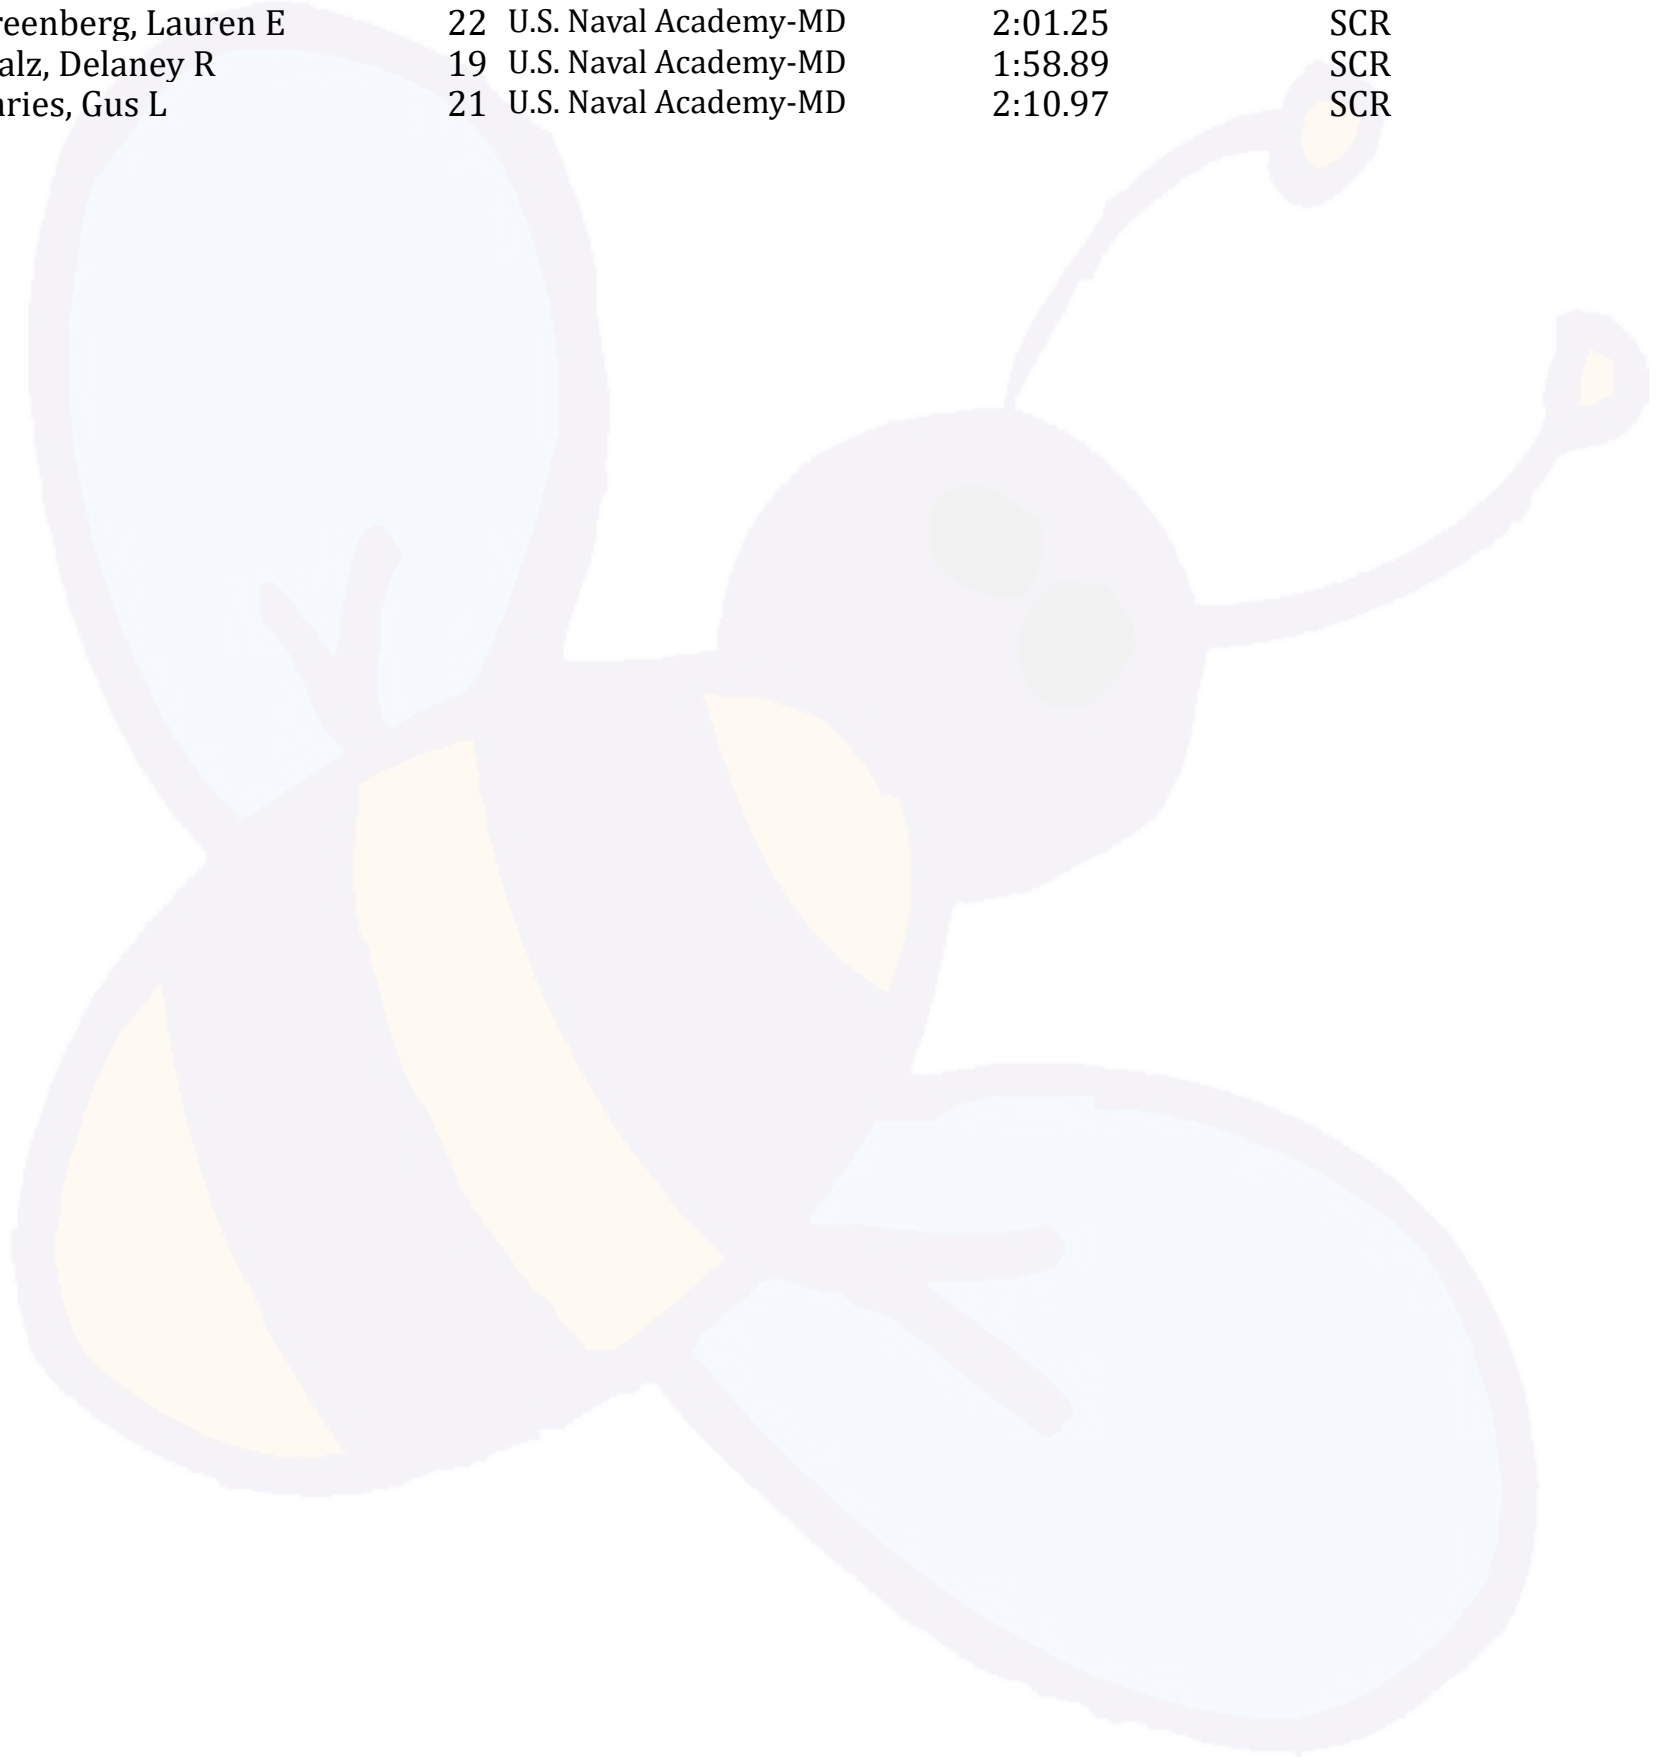 reenberg, Lauren E 22 U.S. Naval Academy-MD 2:01.25 SCR
alz, Delaney R 19 U.S. Naval Academy-MD 1:58.89 SCR
ries, Gus L 21 U.S. Naval Academy-MD 2:10.97 SCR